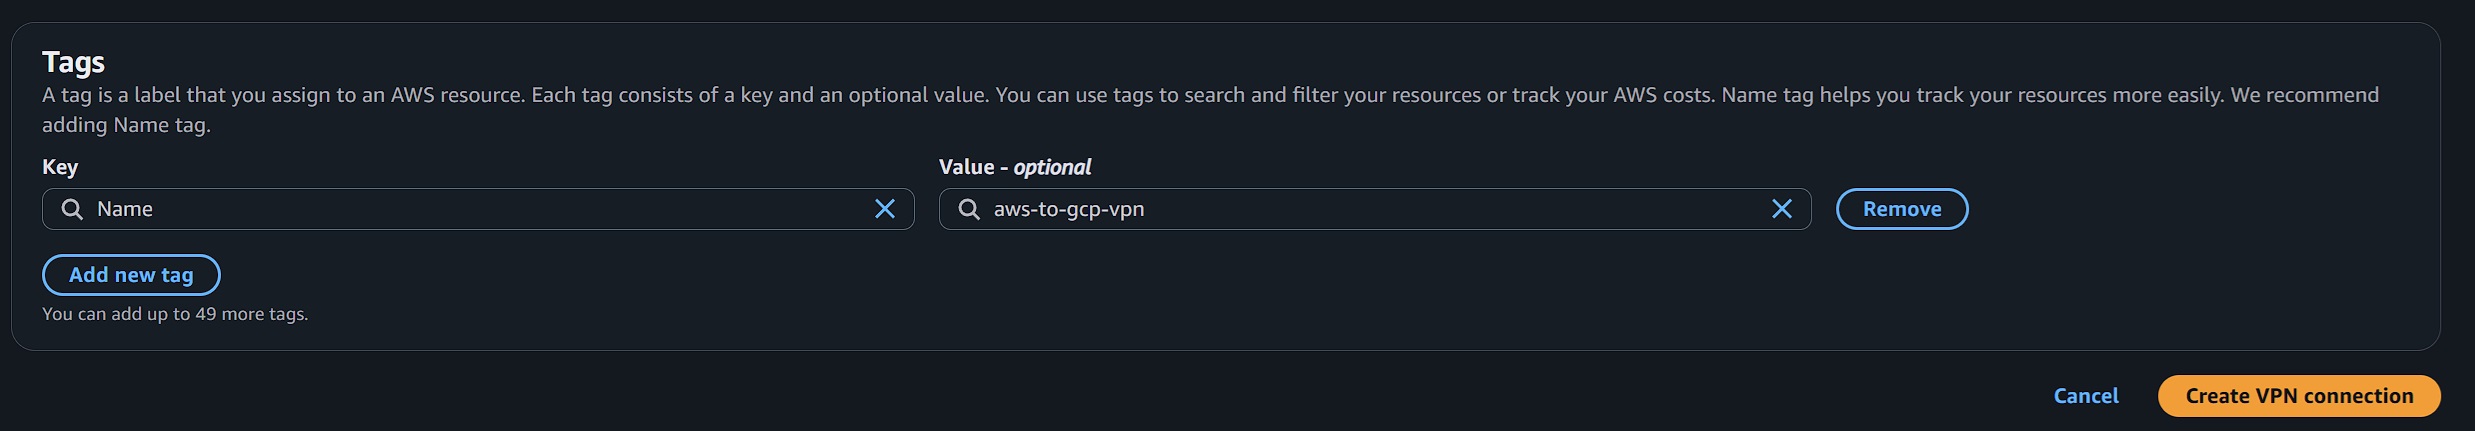 Tags
A tag is a label that you assign to an AWS resource. Each tag consists of a key and an optional value. You can use tags to search and filter your resources or track your AWS costs. Name tag helps you track your resources more easily. We recommend
adding Name tag.
Key
Value - optional
Name
aws-to-gcp-vpn
Remove
Add new tag
You can add up to 49 more tags.
Cancel
Create VPN connection